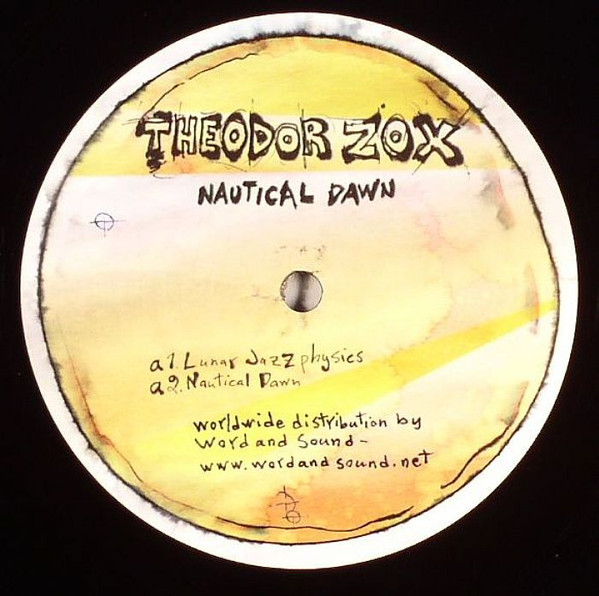 THEODOR ZOX
NAUTICAL DAWN
a1. Lunar Jazz physics
a2. Nautical Dawn
worldwide distribution by
Word and Sound -
www.wordandsound.net